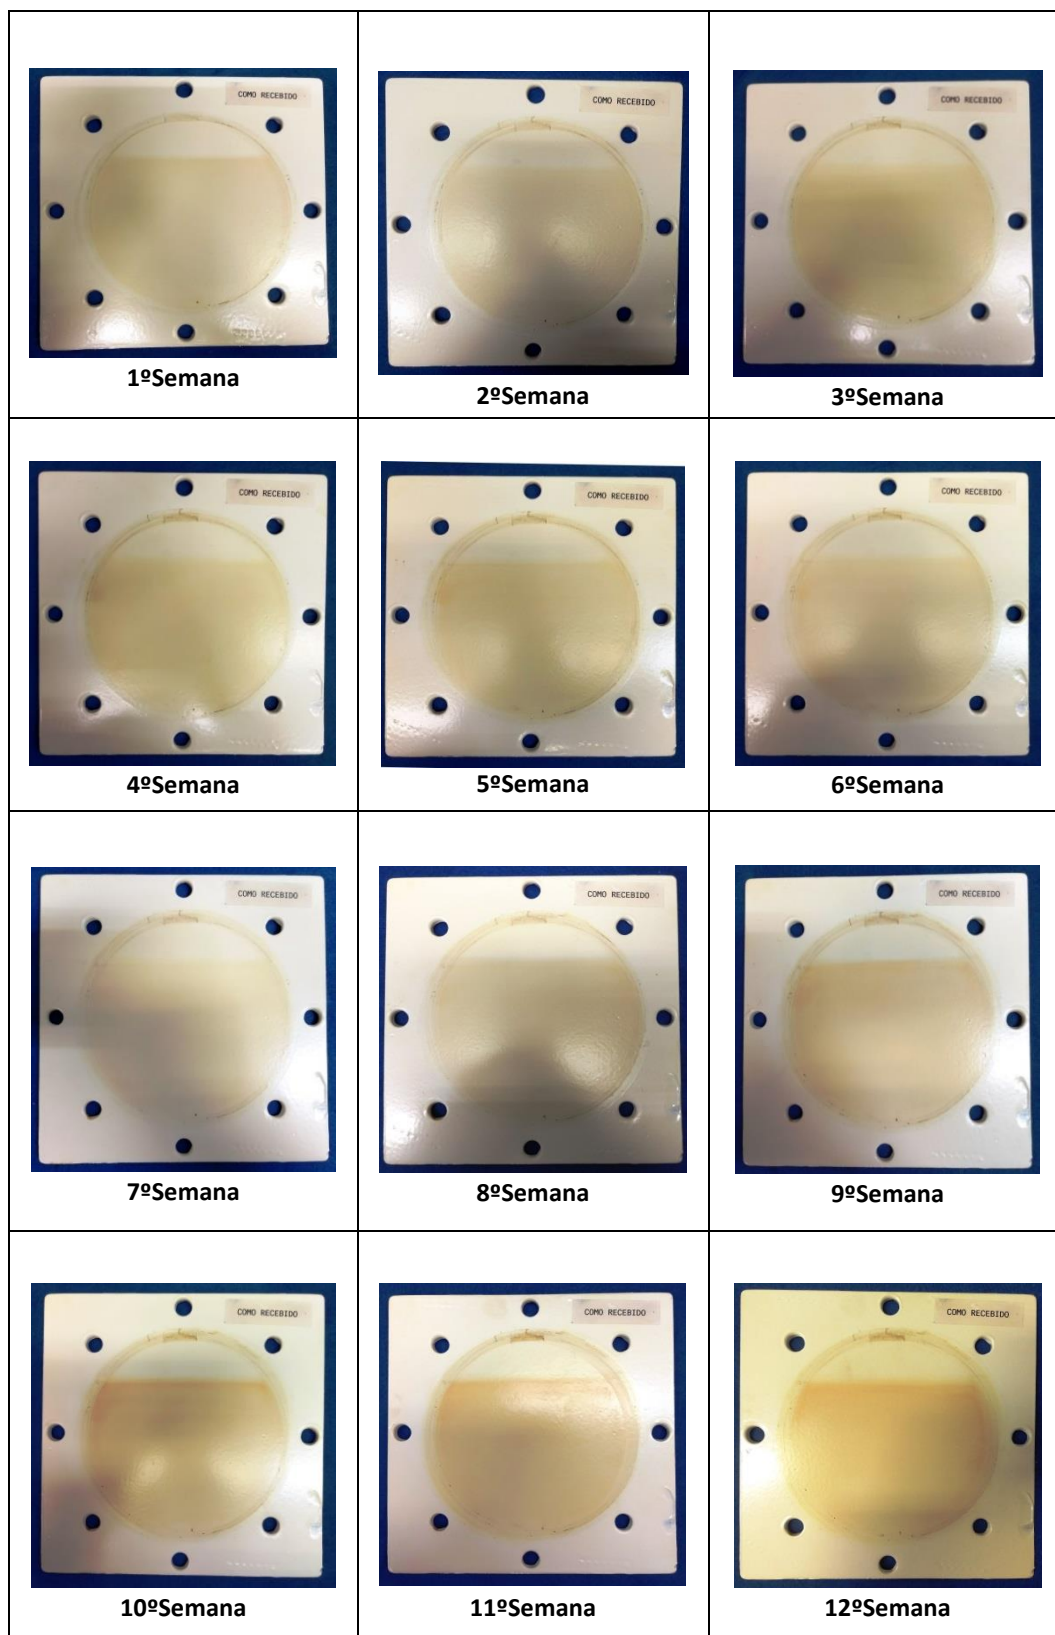 COMO RECEBIDO
COMO RECEBIDO
COMO RECEBIDO
1ºSemana
2ºSemana
3ºSemana
COMO RECEBIDO
COMO RECEBIDO
COMO RECEBIDO
4ºSemana
5ºSemana
6ºSemana
COMO RECEBIDO
COMO RECEBIDO
COMO RECEBIDO
7ºSemana
8ºSemana
9ºSemana
COMO RECEBIDO
COMO RECEBIDO
COMO RECEBIDO
10ºSemana
11ºSemana
12ºSemana